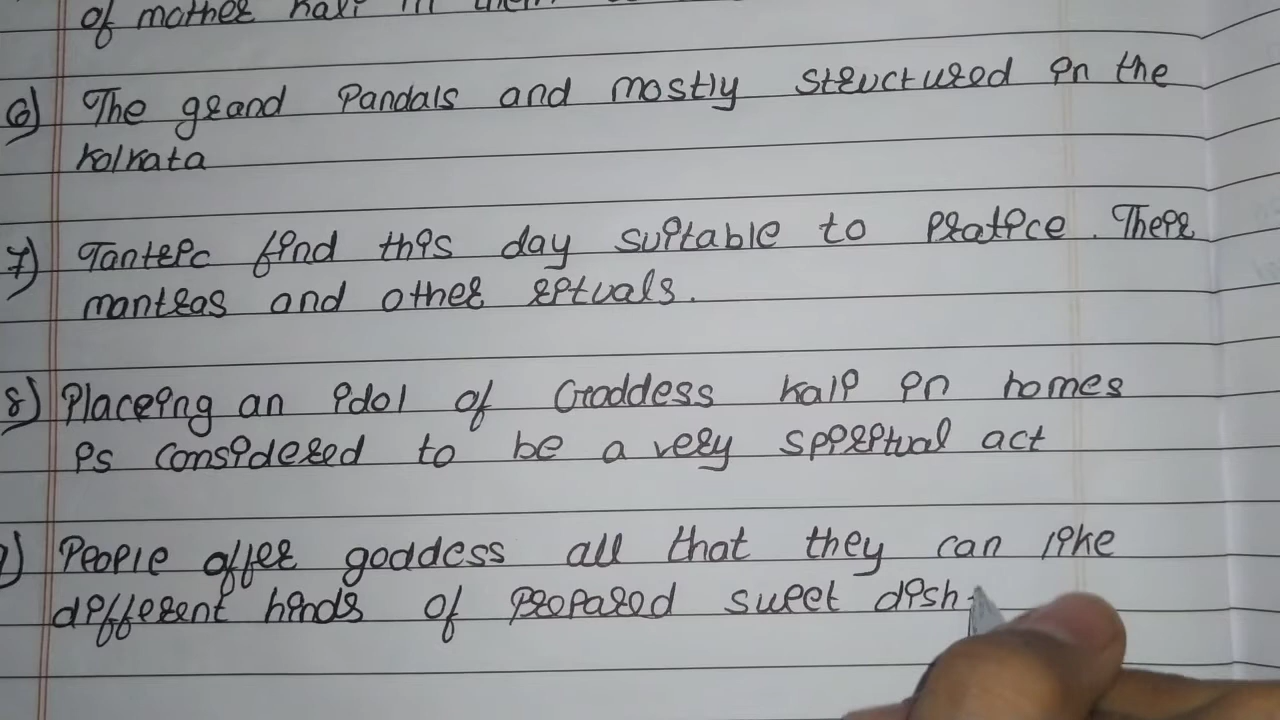 of mother kali in them
6) The grand Pandals and mostly structured in the
Kolkata
7) Tantric find this day suitable to pratice. Their
mantras and other rituals.
8) Placeing an idol of Goddess kali in homes
is considered to be a very spiritual act
9) People offer goddess all that they can like
different kinds of prepared sweet dish